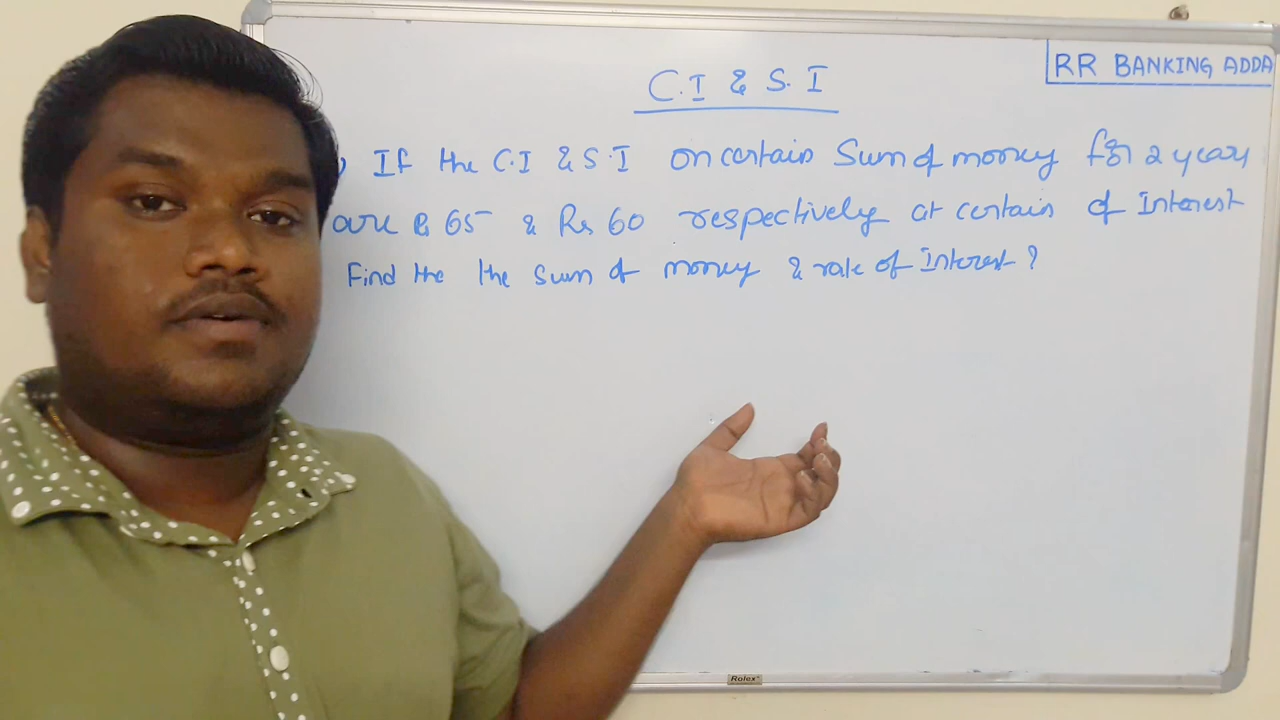 RR BANKING ADDA
C.I & S.I
) If the C.I & S.I on certain Sum of money for 2 years
are Rs 65 & Rs 60 respectively at certain of Interest
Find the the sum of money & rate of Interest?
Rolex